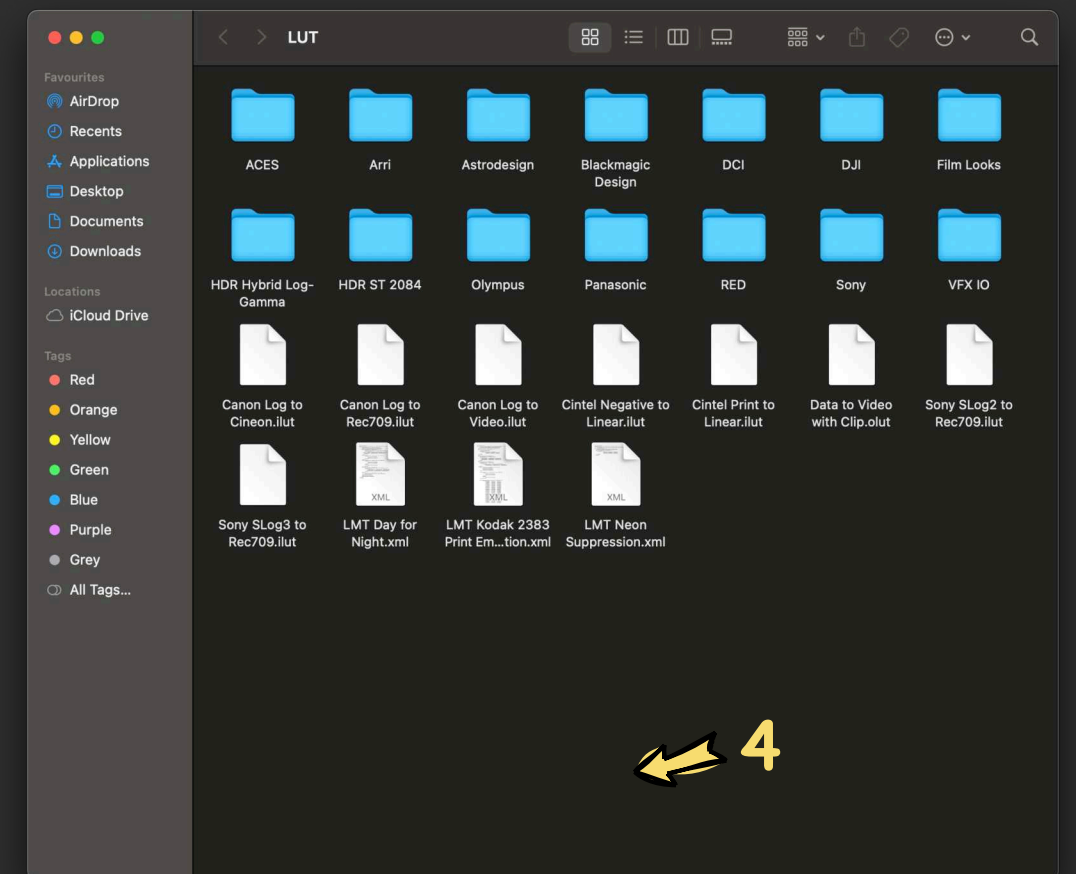 LUT
Favourites
AirDrop
Recents
Applications
Desktop
Documents
Downloads
Locations
iCloud Drive
Tags
Red
Orange
Yellow
Green
Blue
Purple
Grey
All Tags...
ACES
Arri
Astrodesign
Blackmagic
Design
DCI
DJI
Film Looks
HDR Hybrid Log-
Gamma
HDR ST 2084
Olympus
Panasonic
RED
Sony
VFX IO
Canon Log to
Cineon.ilut
Canon Log to
Rec709.ilut
Canon Log to
Video.ilut
Cintel Negative to
Linear.ilut
Cintel Print to
Linear.ilut
Data to Video
with Clip.olut
Sony SLog2 to
Rec709.ilut
Sony SLog3 to
Rec709.ilut
XML
LMT Day for
Night.xml
XML
LMT Kodak 2383
Print Em...tion.xml
XML
LMT Neon
Suppression.xml
4